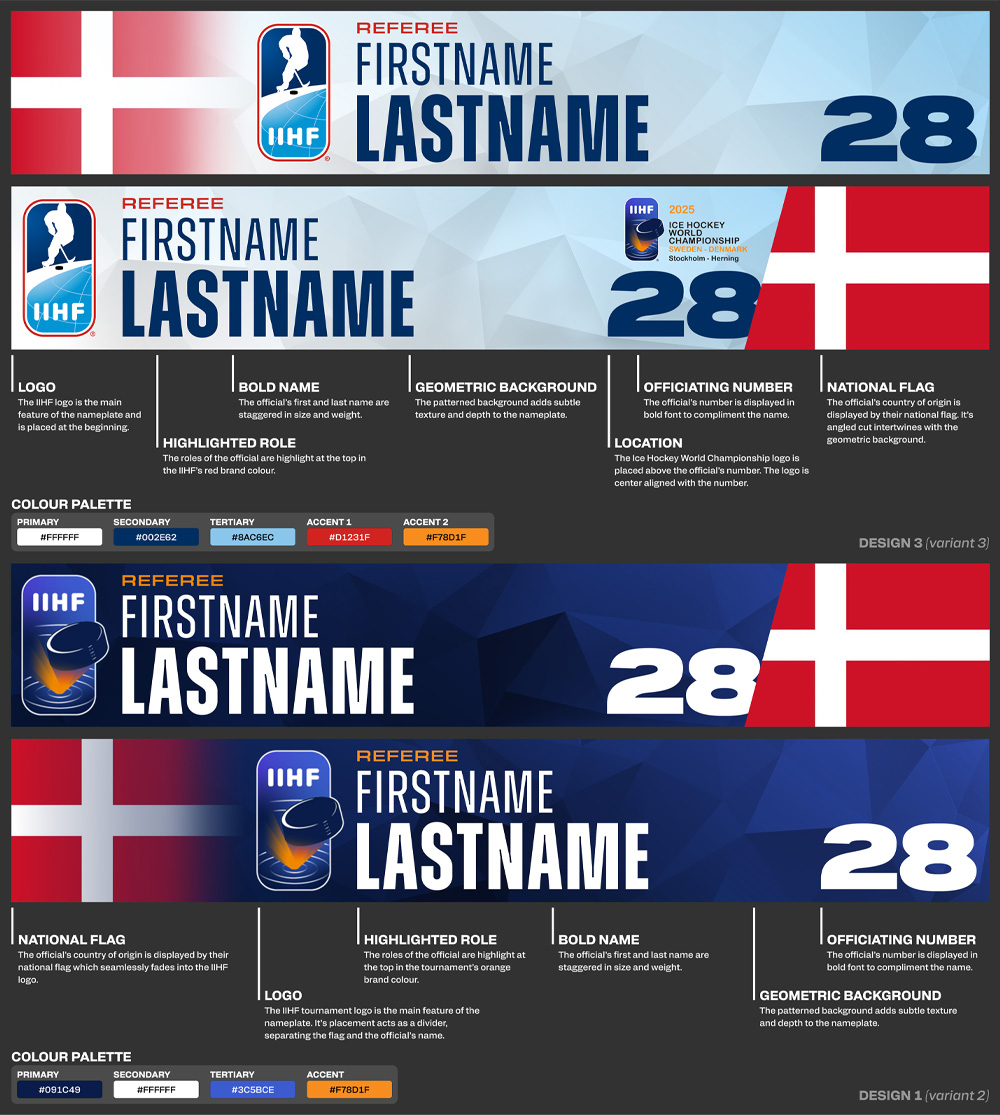 REFEREE
FIRSTNAME
LASTNAME
28
IIHF
®
REFEREE
FIRSTNAME
LASTNAME
IIHF
®
IIHF
2025
ICE HOCKEY
WORLD
CHAMPIONSHIP
SWEDEN - DENMARK
Stockholm - Herning
28
LOGO
The IIHF logo is the main
feature of the nameplate and
is placed at the beginning.
HIGHLIGHTED ROLE
The roles of the official are highlight at the top in
the IIHF's red brand colour.
BOLD NAME
The official's first and last name are
staggered in size and weight.
GEOMETRIC BACKGROUND
The patterned background adds subtle
texture and depth to the nameplate.
LOCATION
The Ice Hockey World Championship logo is
placed above the official's number. The logo is
center aligned with the number.
OFFICIATING NUMBER
The official's number is displayed in
bold font to compliment the name.
NATIONAL FLAG
The official's country of origin is
displayed by their national flag. It's
angled cut intertwines with the
geometric background.
COLOUR PALETTE
PRIMARY
#FFFFFF
SECONDARY
#002E62
TERTIARY
#8AC6EC
ACCENT 1
#D1231F
ACCENT 2
#F78D1F
DESIGN 3 (variant 3)
IIHF
REFEREE
FIRSTNAME
LASTNAME
28
IIHF
REFEREE
FIRSTNAME
LASTNAME
28
NATIONAL FLAG
The official's country of origin is displayed by their
national flag which seamlessly fades into the IIHF
logo.
LOGO
The IIHF tournament logo is the main feature of the
nameplate. It's placement acts as a divider,
separating the flag and the official's name.
HIGHLIGHTED ROLE
The roles of the official are highlight at
the top in the tournament's orange
brand colour.
BOLD NAME
The official's first and last name are
staggered in size and weight.
GEOMETRIC BACKGROUND
The patterned background adds subtle texture
and depth to the nameplate.
OFFICIATING NUMBER
The official's number is displayed in
bold font to compliment the name.
COLOUR PALETTE
PRIMARY
#091C49
SECONDARY
#FFFFFF
TERTIARY
#3C5BCE
ACCENT
#F78D1F
DESIGN 1 (variant 2)